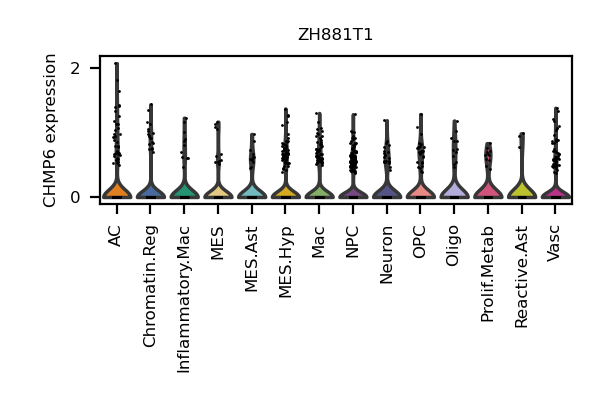 ZH881T1
CHMP6 expression
2
0
AC
Chromatin.Reg
Inflammatory.Mac
MES
MES.Ast
MES.Hyp
Mac
NPC
Neuron
OPC
Oligo
Prolif.Metab
Reactive.Ast
Vasc